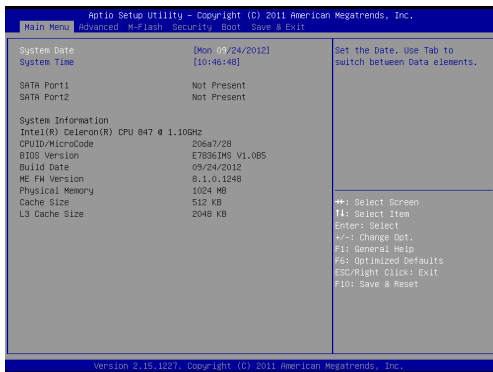 Aptio Setup Utility – Copyright (C) 2011 American Megatrends, Inc.
Main Menu Advanced M-Flash Security Boot Save & Exit
System Date [Mon 09/24/2012]
System Time [10:46:48]
SATA Port1 Not Present
SATA Port2 Not Present
System Information
Intel(R) Celeron(R) CPU 847 @ 1.10GHz
CPUID/MicroCode 206a7/28
BIOS Version E7836IMS V1.0B5
Build Date 09/24/2012
ME FW Version 8.1.0.1248
Physical Memory 1024 MB
Cache Size 512 KB
L3 Cache Size 2048 KB
Set the Date. Use Tab to
switch between Data elements.
→←: Select Screen
↑↓: Select Item
Enter: Select
+/-: Change Opt.
F1: General Help
F6: Optimized Defaults
ESC/Right Click: Exit
F10: Save & Reset
Version 2.15.1227. Copyright (C) 2011 American Megatrends, Inc.